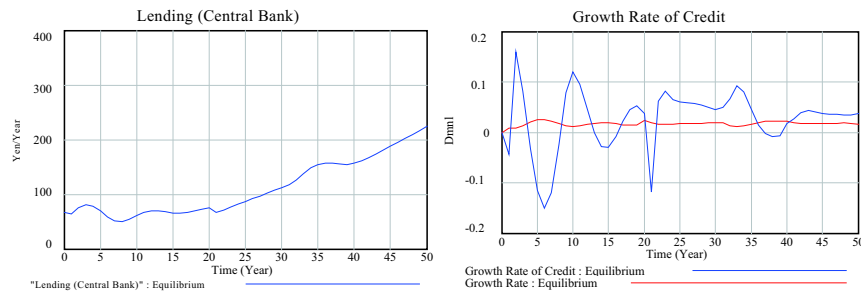 Lending (Central Bank)
400
300
200
100
0
Yen/Year
0 5 10 15 20 25 30 35 40 45 50
Time (Year)
"Lending (Central Bank)" : Equilibrium
Growth Rate of Credit
0.2
0.1
0
-0.1
-0.2
Dmnl
0 5 10 15 20 25 30 35 40 45 50
Time (Year)
Growth Rate of Credit : Equilibrium
Growth Rate : Equilibrium